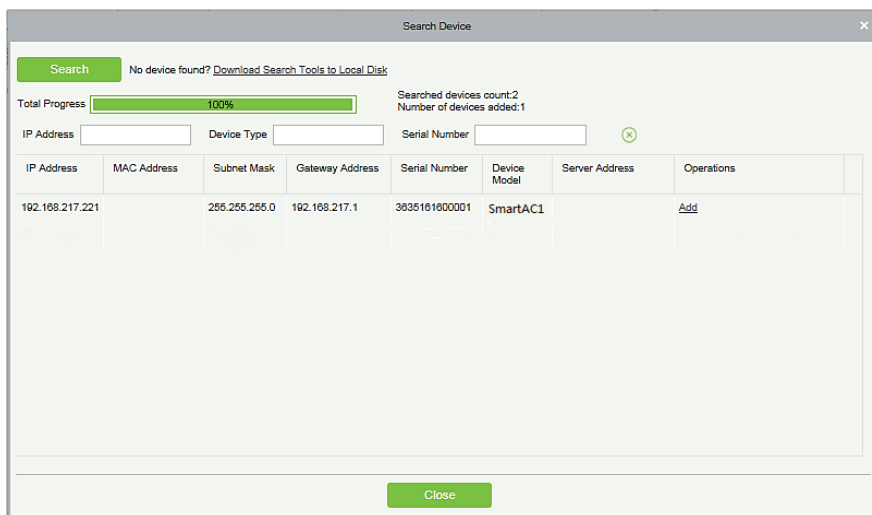 Search Device
Search No device found? Download Search Tools to Local Disk
Total Progress 100% Searched devices count:2
Number of devices added:1
IP Address Device Type Serial Number
IP Address MAC Address Subnet Mask Gateway Address Serial Number Device Model Server Address Operations
192.168.217.221 255.255.255.0 192.168.217.1 3635161600001 SmartAC1 Add
Close